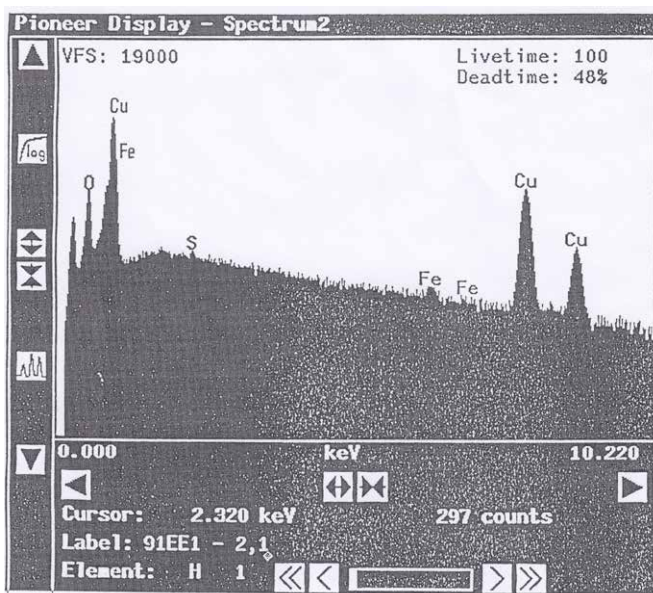 Pioneer Display - Spectrum2
VFS: 19000
Livetime: 100
Deadtime: 48%
Cu
Fe
O
S
Fe
Fe
Cu
Cu
log
0.000 keV 10.220
Cursor: 2.320 keV 297 counts
Label: 91EE1 - 2,1
Element: H 1